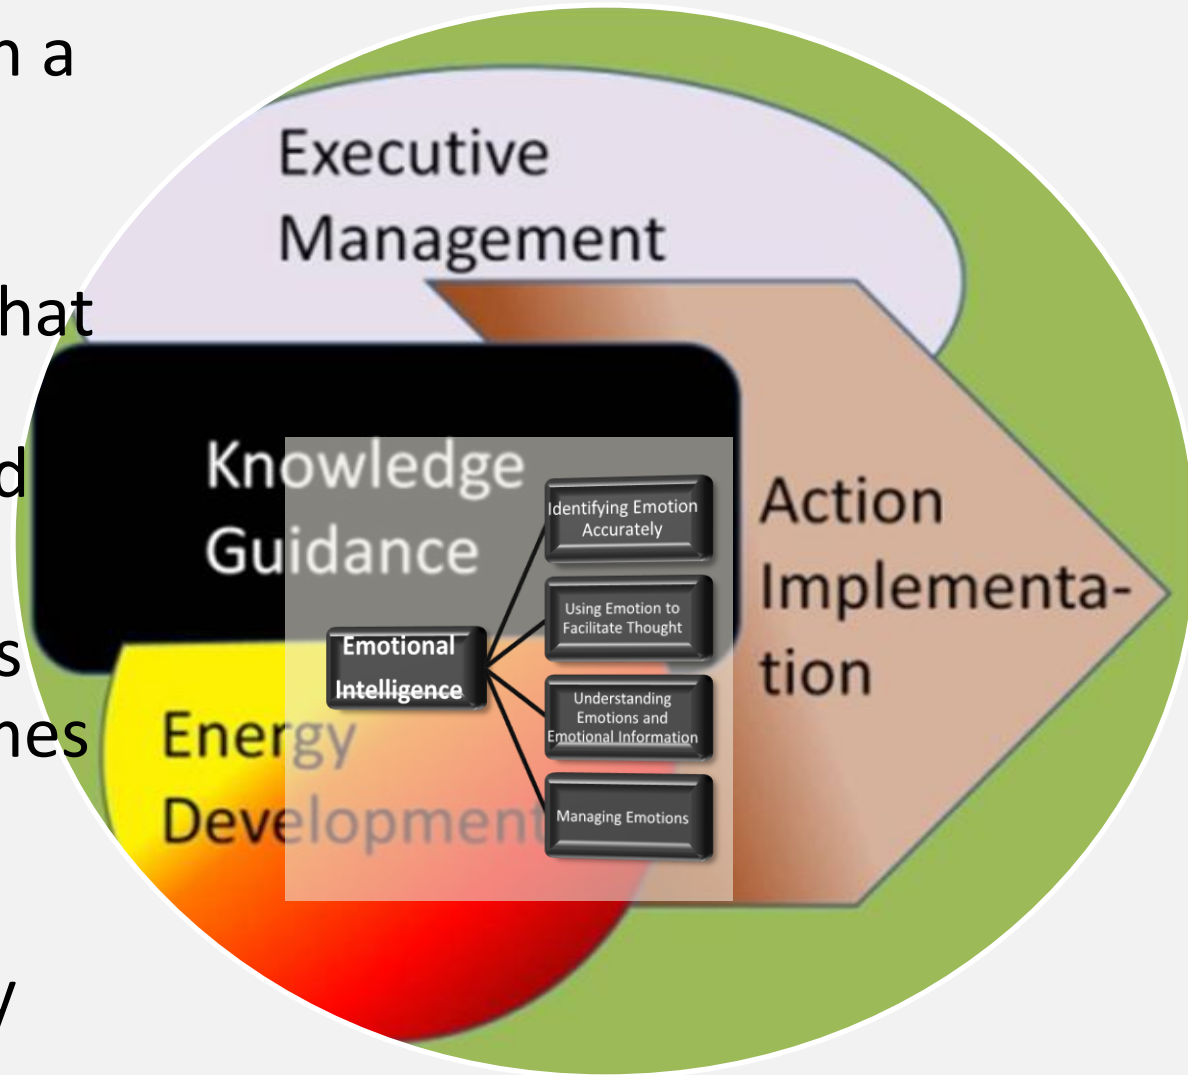 n a
hat
d
s
nes
y
Executive
Management
Knowledge
Guidance
Action
Implementa-
tion
Energy
Development
Emotional
Intelligence
Identifying Emotion
Accurately
Using Emotion to
Facilitate Thought
Understanding
Emotions and
Emotional Information
Managing Emotions